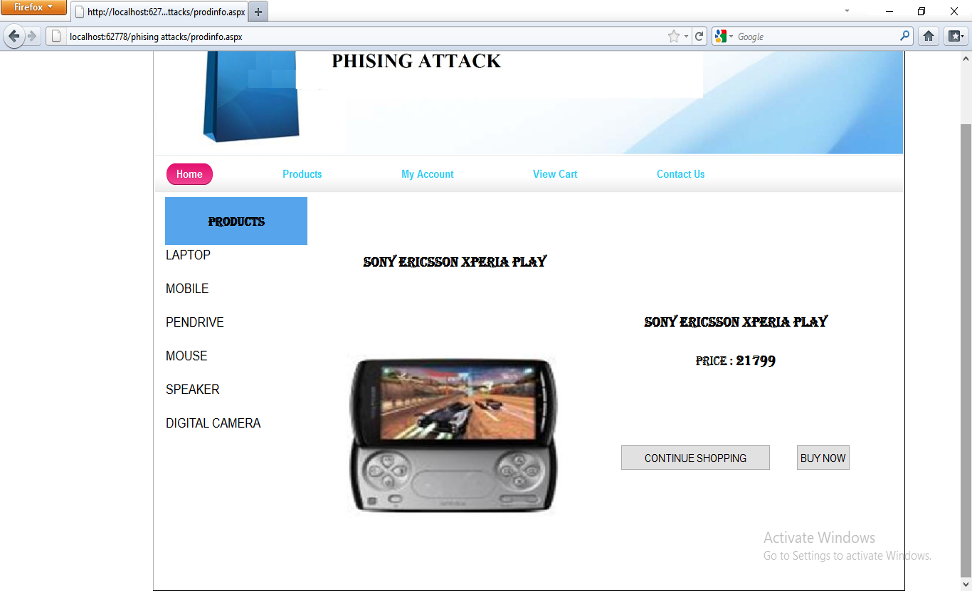 Firefox
http://localhost:627...ttacks/prodinfo.aspx
localhost:62778/phising attacks/prodinfo.aspx
Google
PHISING ATTACK
Home
Products
My Account
View Cart
Contact Us
PRODUCTS
LAPTOP
MOBILE
PENDRIVE
MOUSE
SPEAKER
DIGITAL CAMERA
SONY ERICSSON XPERIA PLAY
SONY ERICSSON XPERIA PLAY
PRICE : 21799
CONTINUE SHOPPING
BUY NOW
Activate Windows
Go to Settings to activate Windows.